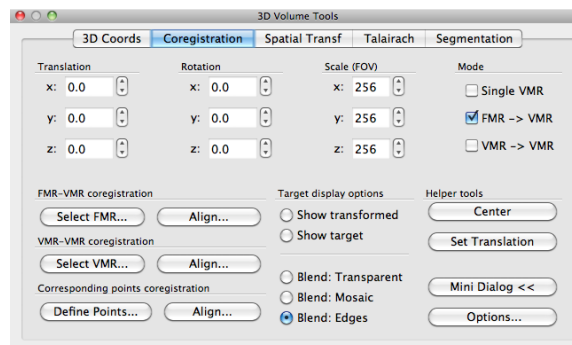 3D Volume Tools
3D Coords Coregistration Spatial Transf Talairach Segmentation
Translation Rotation Scale (FOV) Mode
x: 0.0 x: 0.0 x: 256 Single VMR
y: 0.0 y: 0.0 y: 256 FMR -> VMR
z: 0.0 z: 0.0 z: 256 VMR -> VMR
FMR-VMR coregistration Target display options Helper tools
Select FMR... Align... Show transformed Center
VMR-VMR coregistration Show target Set Translation
Select VMR... Align... Blend: Transparent
Corresponding points coregistration Blend: Mosaic Mini Dialog <<
Define Points... Align... Blend: Edges Options...